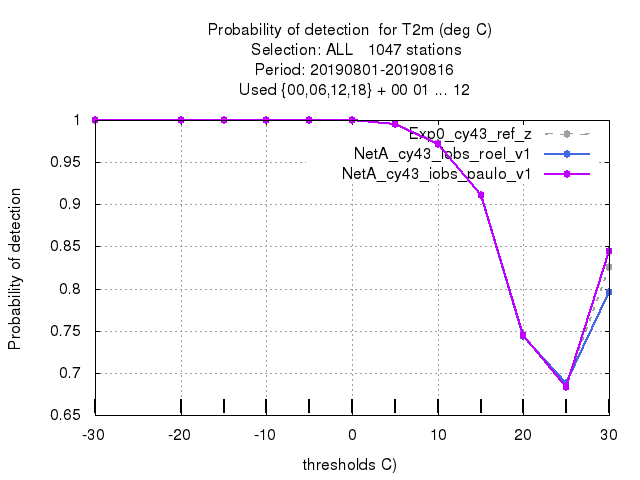 Probability of detection  for T2m (deg C)
Selection: ALL   1047 stations
Period: 20190801-20190816
Used {00,06,12,18} + 00 01 ... 12
Exp0_cy43_ref_z
NetA_cy43_iobs_roel_v1
NetA_cy43_iobs_paulo_v1
Probability of detection
1
0.95
0.9
0.85
0.8
0.75
0.7
0.65
-30 -20 -10 0 10 20 30
thresholds C)